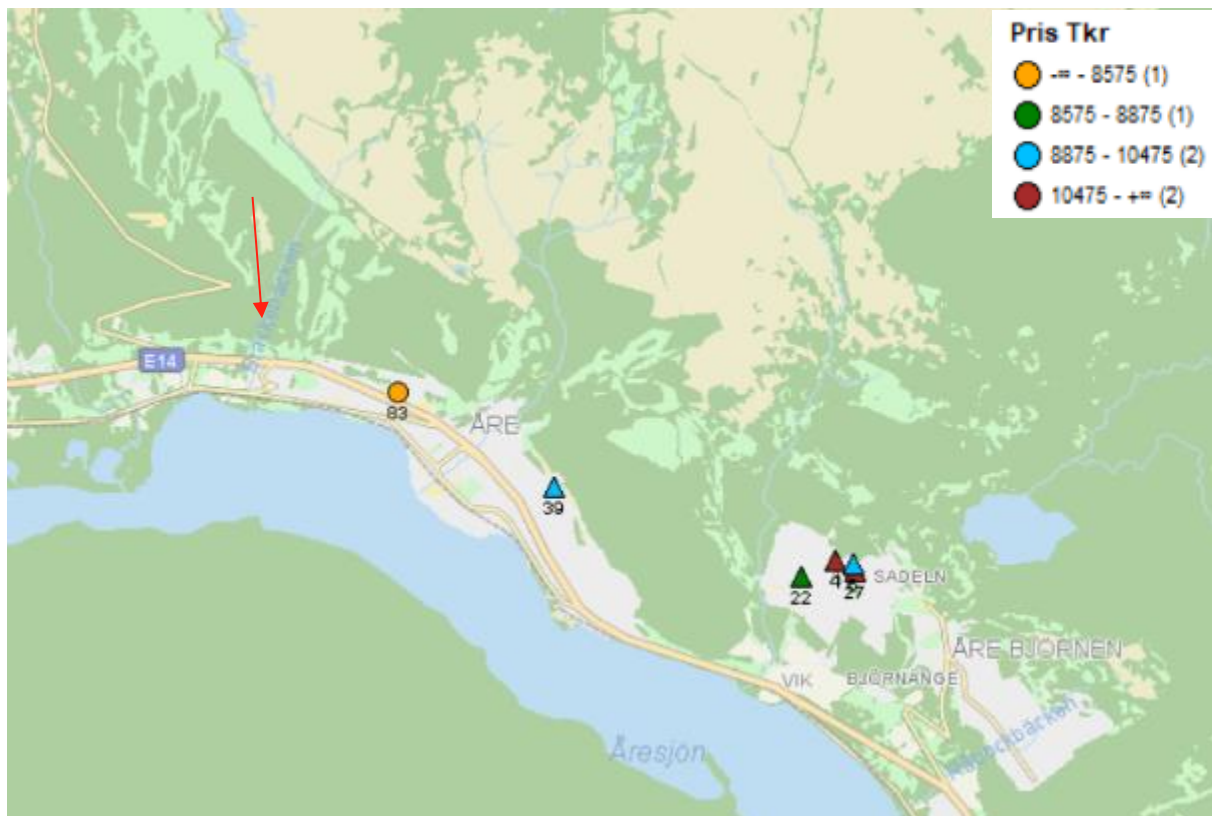 Pris Tkr
-∞ - 8575 (1)
8575 - 8875 (1)
8875 - 10475 (2)
10475 - +∞ (2)
E14
83
ÅRE
39
22
4
27
SADELN
ÅRE BJÖRNEN
VIK
BJÖRNÄNGE
Åresjön